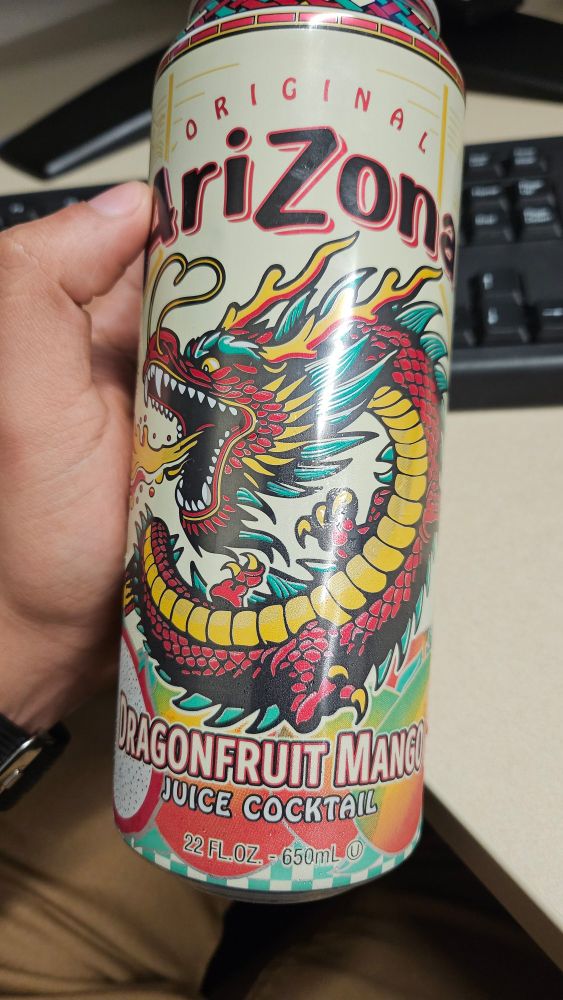 ORIGINAL
AriZona
DRAGONFRUIT MANGO
JUICE COCKTAIL
22 FL.OZ. - 650mL Ⓤ